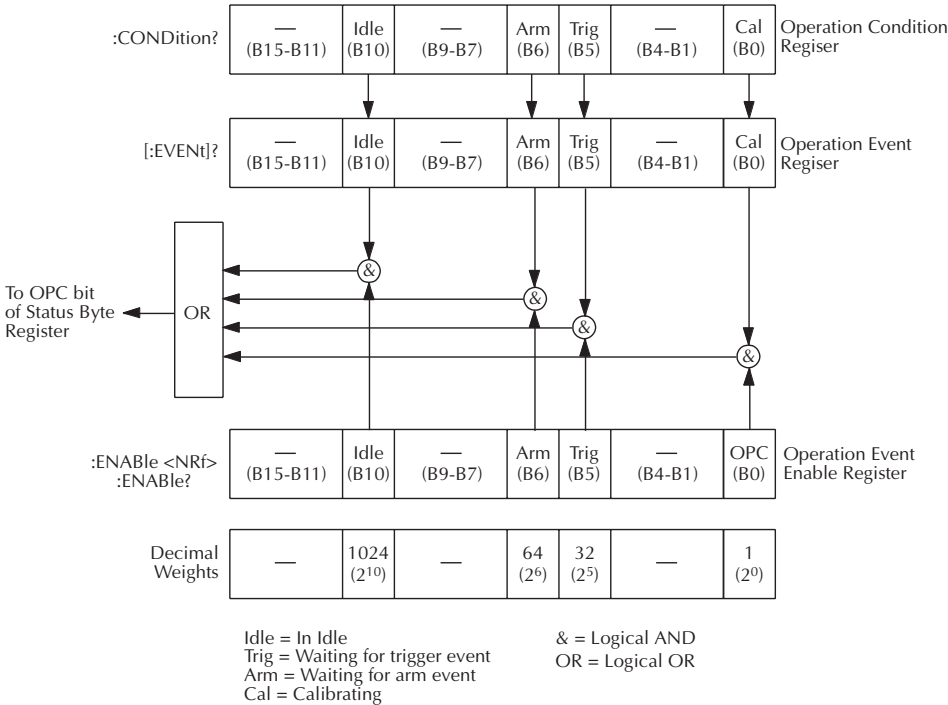 :CONDition?
—
(B15-B11)
Idle
(B10)
—
(B9-B7)
Arm
(B6)
Trig
(B5)
—
(B4-B1)
Cal
(B0)
Operation Condition
Regiser
[:EVENt]?
—
(B15-B11)
Idle
(B10)
—
(B9-B7)
Arm
(B6)
Trig
(B5)
—
(B4-B1)
Cal
(B0)
Operation Event
Regiser
&
&
&
&
To OPC bit
of Status Byte
Register
OR
:ENABle <NRf>
:ENABle?
—
(B15-B11)
Idle
(B10)
—
(B9-B7)
Arm
(B6)
Trig
(B5)
—
(B4-B1)
OPC
(B0)
Operation Event
Enable Register
Decimal
Weights
—
1024
(2¹⁰)
—
64
(2⁶)
32
(2⁵)
—
1
(2⁰)
Idle = In Idle
Trig = Waiting for trigger event
Arm = Waiting for arm event
Cal = Calibrating
& = Logical AND
OR = Logical OR